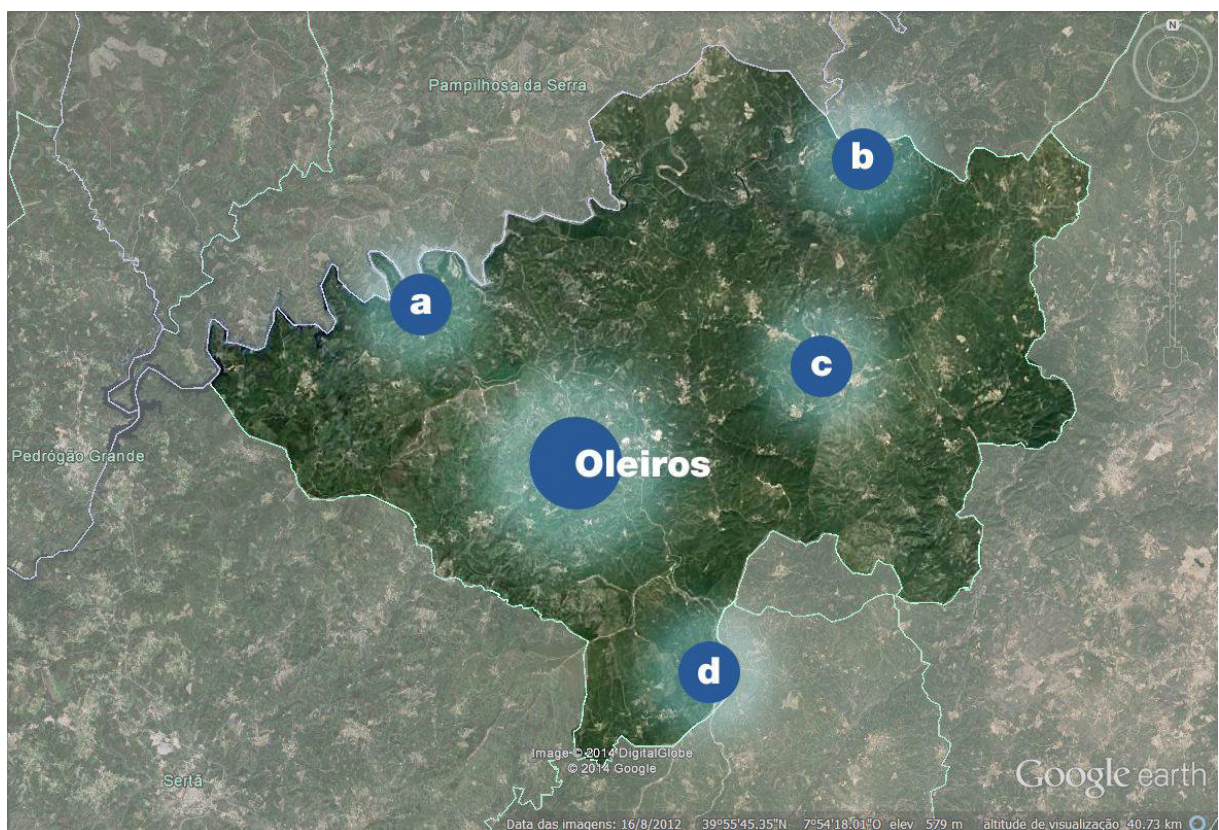 N
Pampilhosa da Serra
b
a
c
Pedrógão Grande
Oleiros
d
Image © 2014 DigitalGlobe
© 2014 Google
Sertã
Google earth
Data das imagens: 16/8/2012 39°55'45.35"N 7°54'18.01"O elev 579 m altitude de visualização 40.73 km